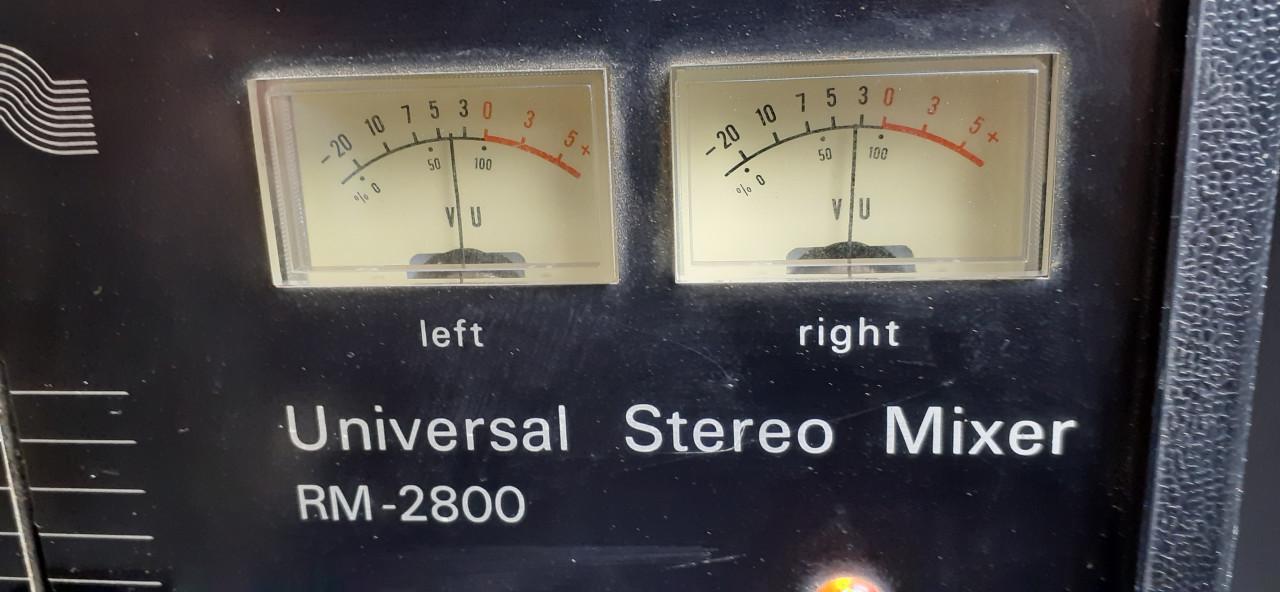 -20 10 7 5 3 0 3 5 +
% 0 50 100
VU
-20 10 7 5 3 0 3 5 +
% 0 50 100
VU
left right
Universal Stereo Mixer
RM-2800